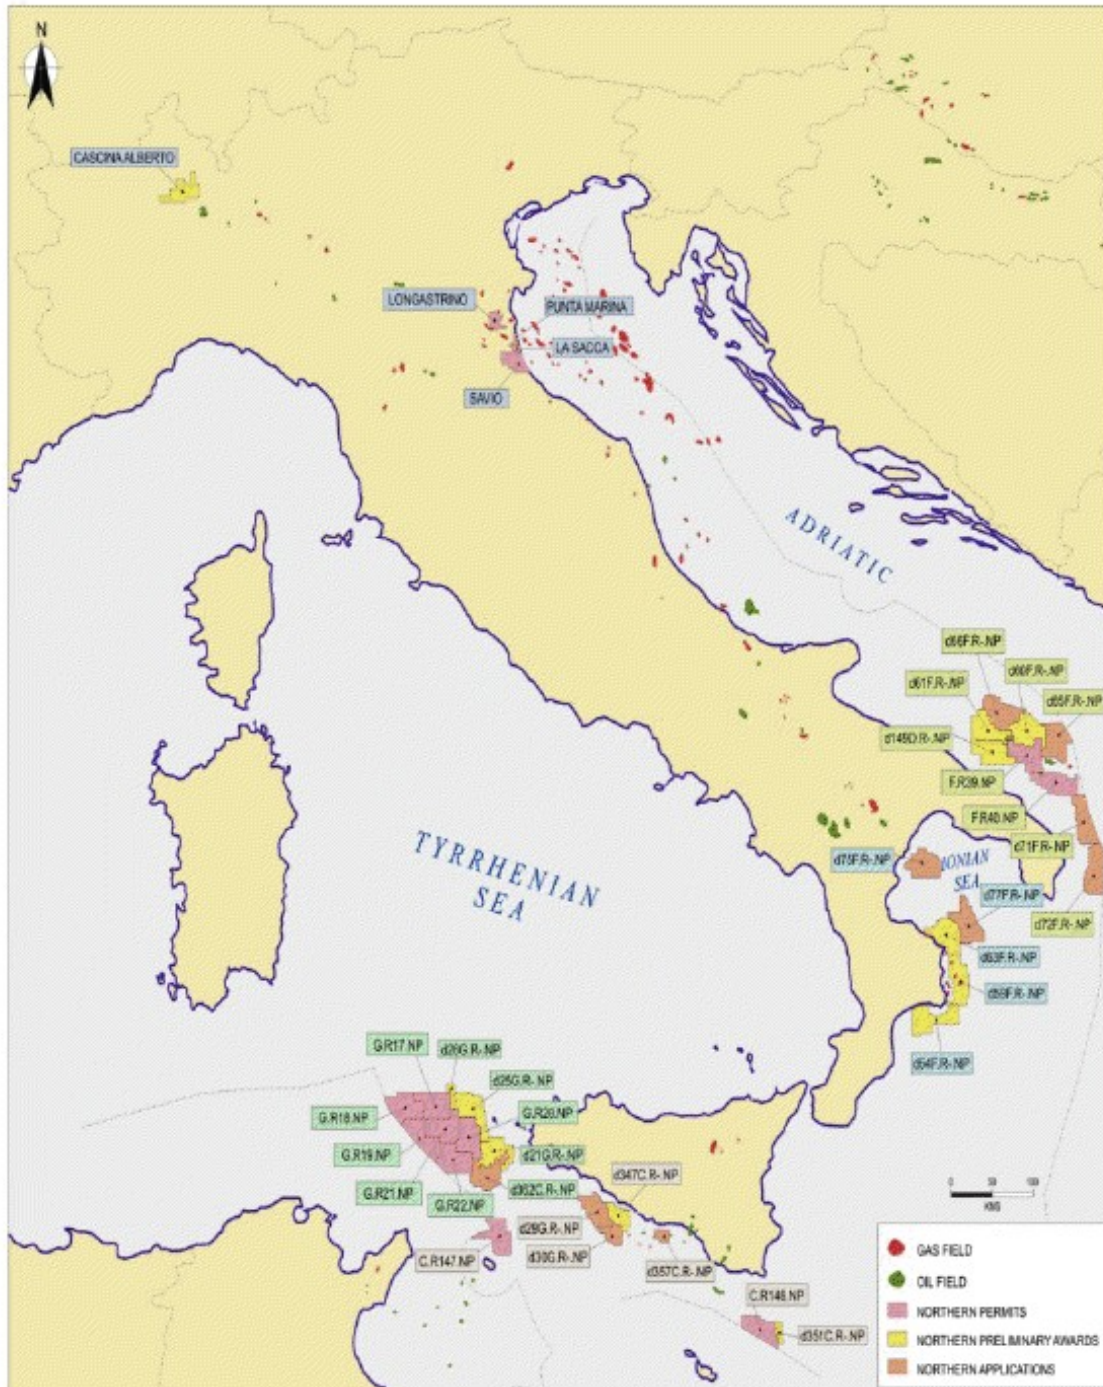 N
CASCINA ALBERTO
LONGASTRINO
PUNTA MARINA
LA SACCA
SAVIO
ADRIATIC
d66F.R-.NP
d60F.R-.NP
d61F.R-.NP
d65F.R-.NP
d149D.R-.NP
F.R39.NP
F.R40.NP
d71F.R-.NP
TYRRHENIAN
SEA
IONIAN
SEA
d77F.R-.NP
d72F.R-.NP
d63F.R-.NP
d59F.R-.NP
d64F.R-.NP
G.R17.NP
d26G.R-.NP
d25G.R-.NP
G.R18.NP
G.R20.NP
G.R19.NP
d21G.R-.NP
d347C.R-.NP
G.R21.NP
d362C.R-.NP
G.R22.NP
d29G.R-.NP
C.R147.NP
d30G.R-.NP
d357C.R-.NP
C.R146.NP
d351C.R-.NP
0 50 100
KMS
GAS FIELD
OIL FIELD
NORTHERN PERMITS
NORTHERN PRELIMINARY AWARDS
NORTHERN APPLICATIONS